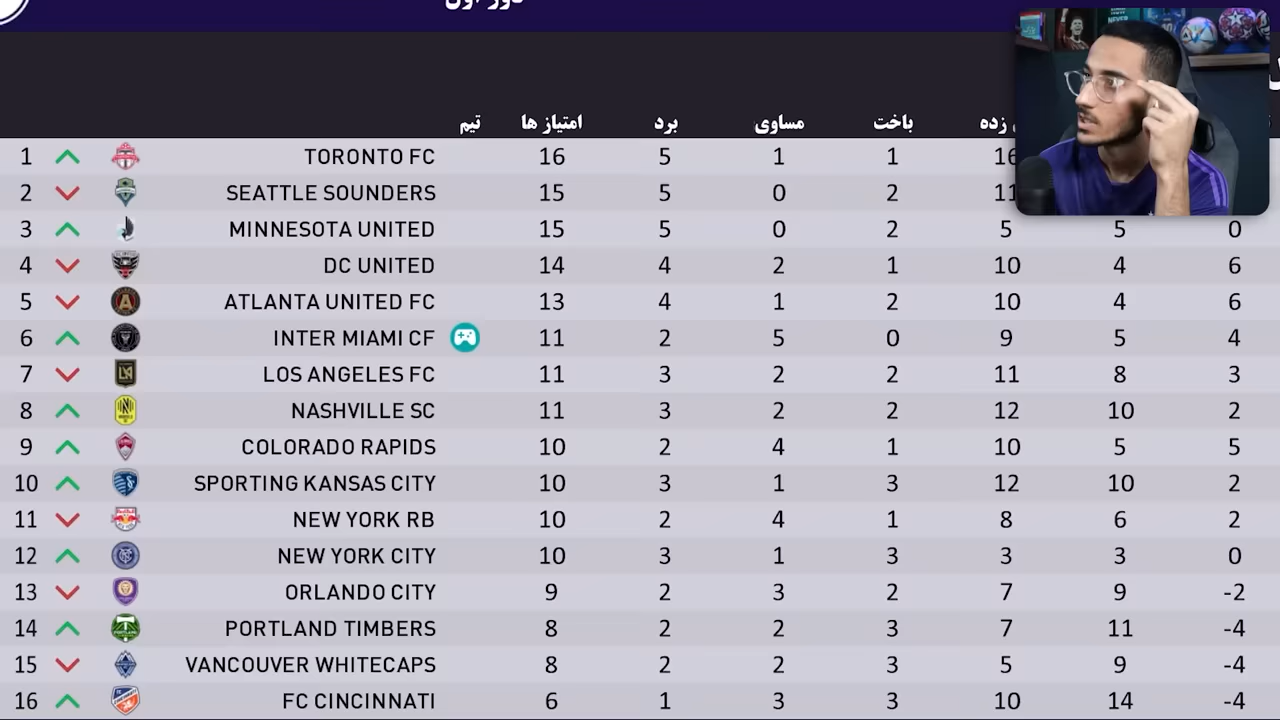 دور اول
تیم امتیاز ها برد مساوی باخت زده
1 TORONTO FC 16 5 1 1 16
2 SEATTLE SOUNDERS 15 5 0 2 11
3 MINNESOTA UNITED 15 5 0 2 5 5 0
4 DC UNITED 14 4 2 1 10 4 6
5 ATLANTA UNITED FC 13 4 1 2 10 4 6
6 INTER MIAMI CF 11 2 5 0 9 5 4
7 LOS ANGELES FC 11 3 2 2 11 8 3
8 NASHVILLE SC 11 3 2 2 12 10 2
9 COLORADO RAPIDS 10 2 4 1 10 5 5
10 SPORTING KANSAS CITY 10 3 1 3 12 10 2
11 NEW YORK RB 10 2 4 1 8 6 2
12 NEW YORK CITY 10 3 1 3 3 3 0
13 ORLANDO CITY 9 2 3 2 7 9 -2
14 PORTLAND TIMBERS 8 2 2 3 7 11 -4
15 VANCOUVER WHITECAPS 8 2 2 3 5 9 -4
16 FC CINCINNATI 6 1 3 3 10 14 -4